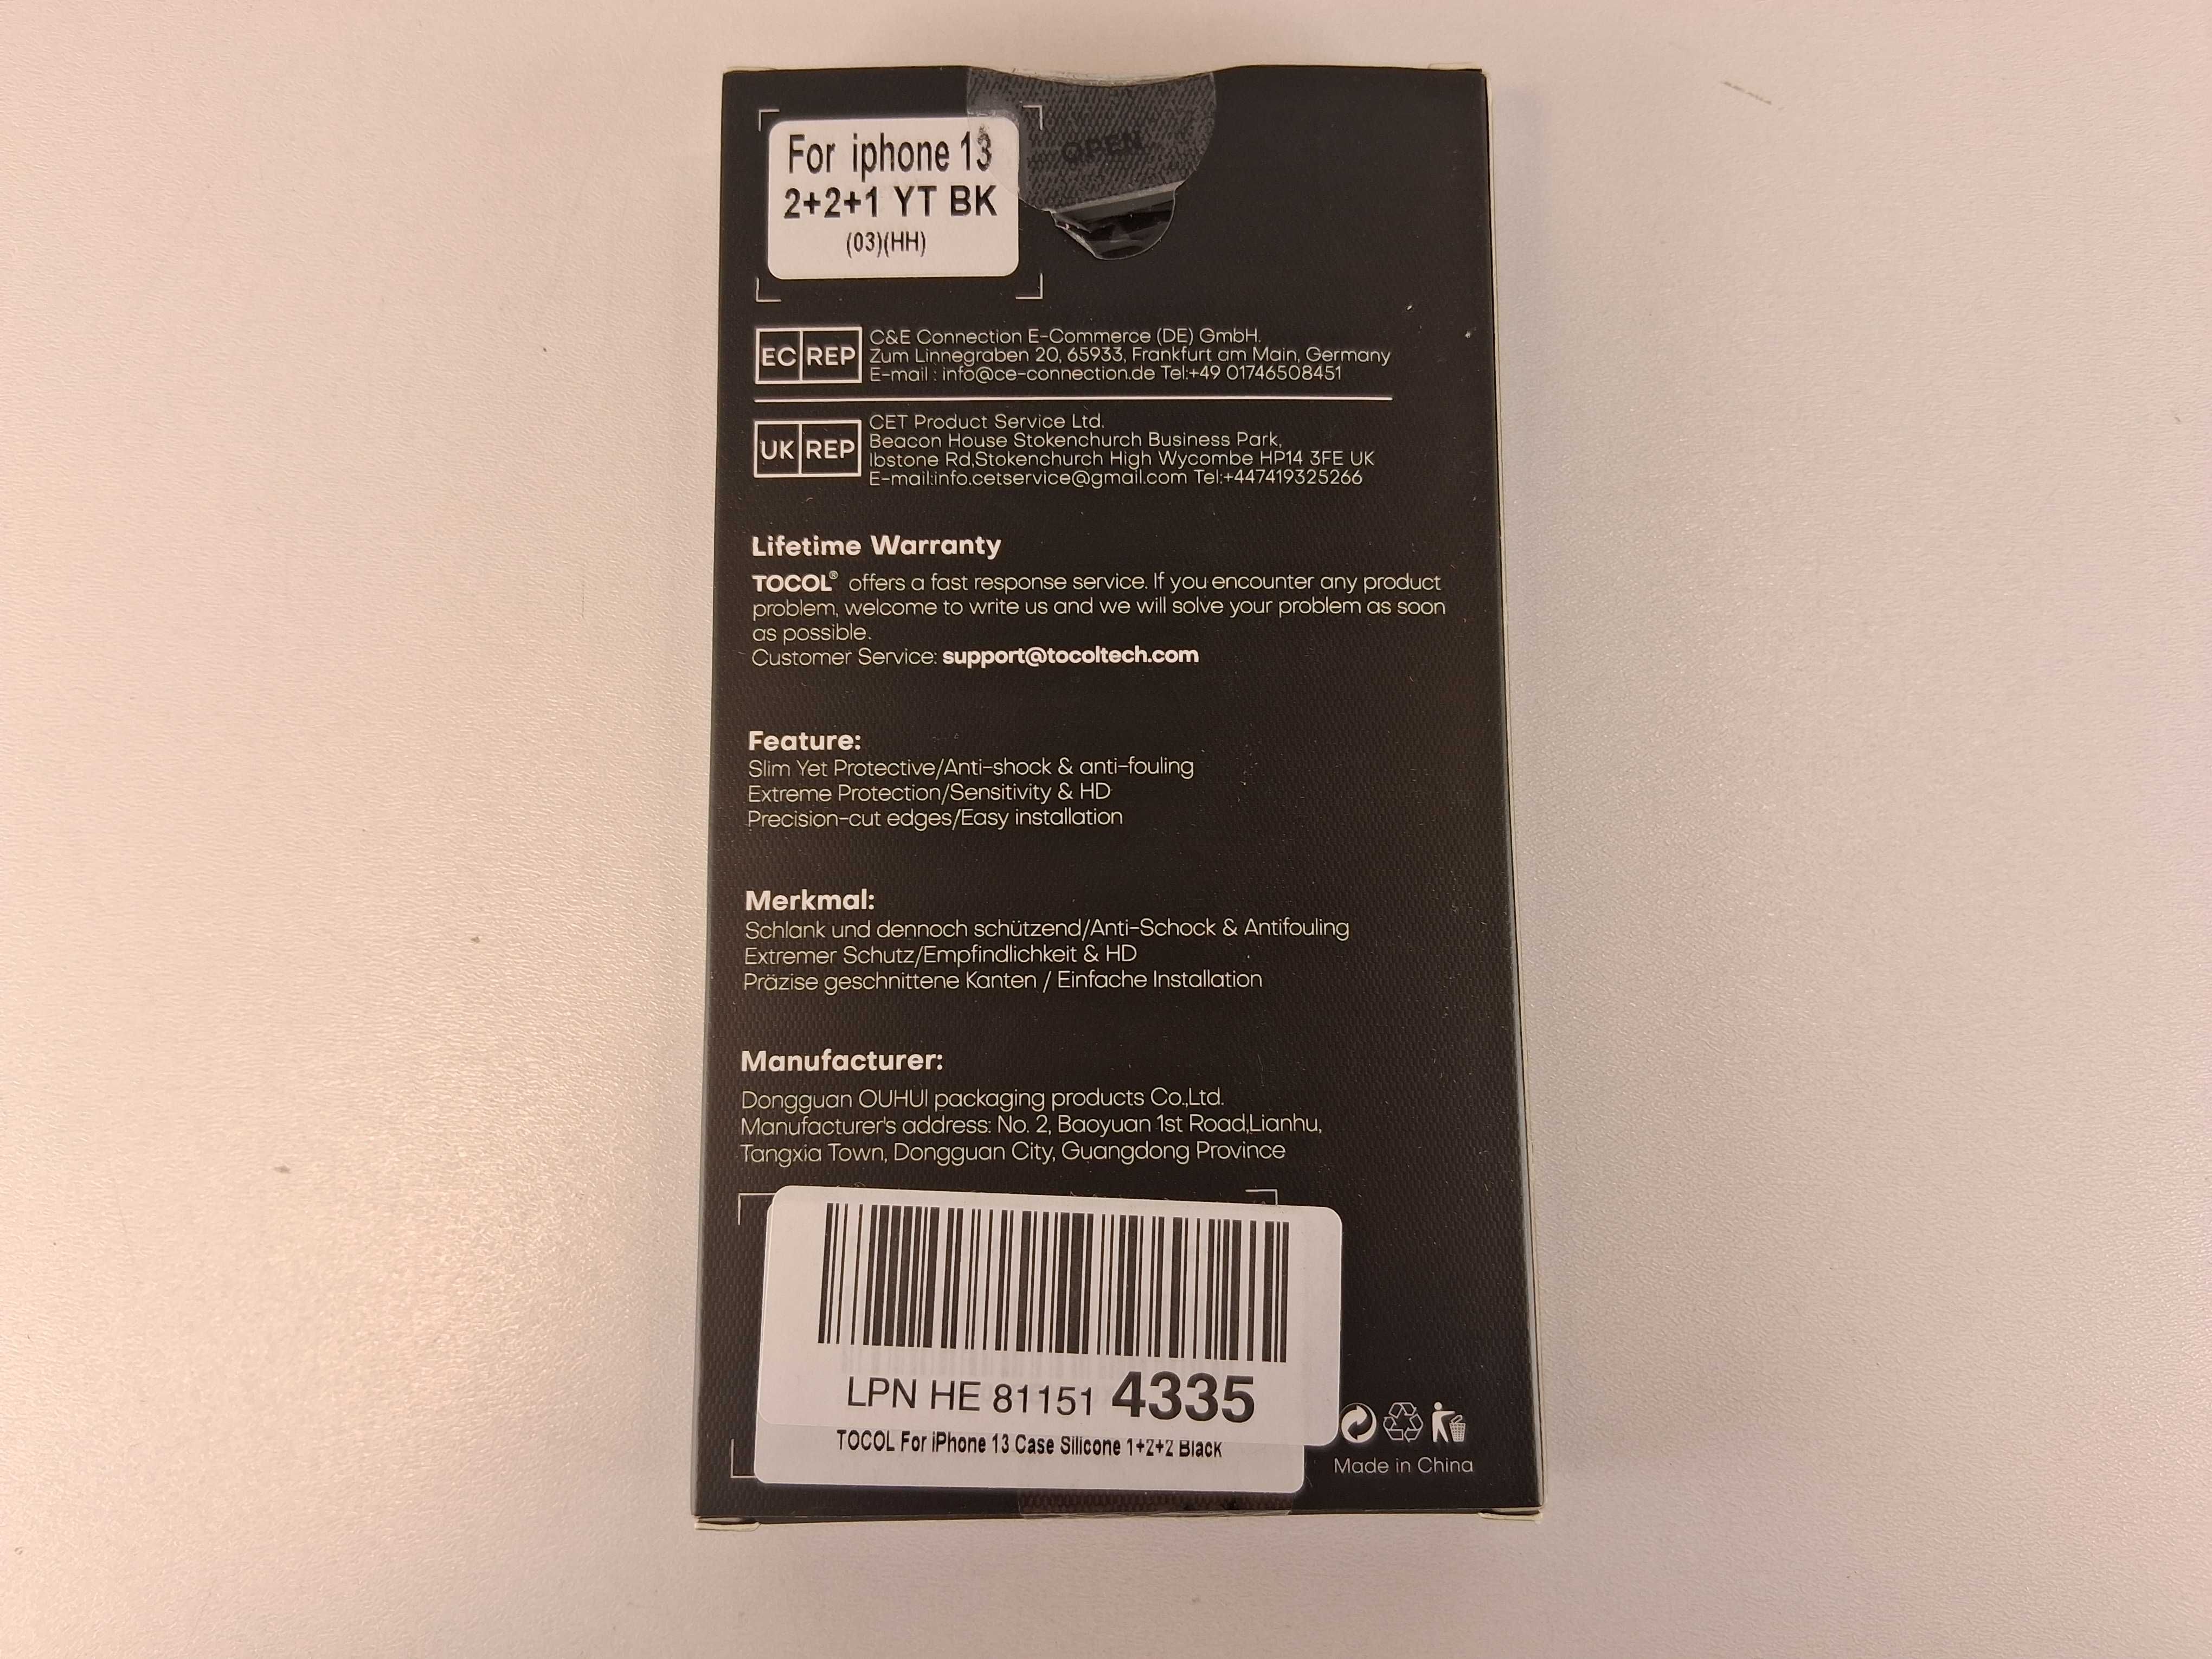 For iphone 13
2+2+1 YT BK
(03)(HH)
OPEN
EC REP
C&E Connection E-Commerce (DE) GmbH.
Zum Linnegraben 20, 65933, Frankfurt am Main, Germany
E-mail : info@ce-connection.de Tel:+49 01746508451
UK REP
CET Product Service Ltd.
Beacon House Stokenchurch Business Park,
Ibstone Rd,Stokenchurch High Wycombe HP14 3FE UK
E-mail:info.cetservice@gmail.com Tel:+447419325266
Lifetime Warranty
TOCOL® offers a fast response service. If you encounter any product
problem, welcome to write us and we will solve your problem as soon
as possible.
Customer Service: support@tocoltech.com
Feature:
Slim Yet Protective/Anti-shock & anti-fouling
Extreme Protection/Sensitivity & HD
Precision-cut edges/Easy installation
Merkmal:
Schlank und dennoch schützend/Anti-Schock & Antifouling
Extremer Schutz/Empfindlichkeit & HD
Präzise geschnittene Kanten / Einfache Installation
Manufacturer:
Dongguan OUHUI packaging products Co.,Ltd.
Manufacturer's address: No. 2, Baoyuan 1st Road,Lianhu,
Tangxia Town, Dongguan City, Guangdong Province
LPN HE 81151 4335
TOCOL For iPhone 13 Case Silicone 1+2+2 Black
Made in China